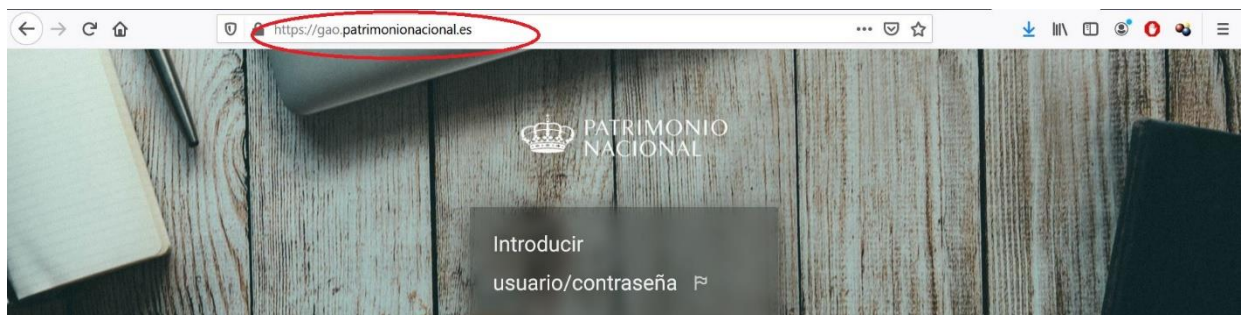 https://gao.patrimonionacional.es
PATRIMONIO
NACIONAL
Introducir
usuario/contraseña